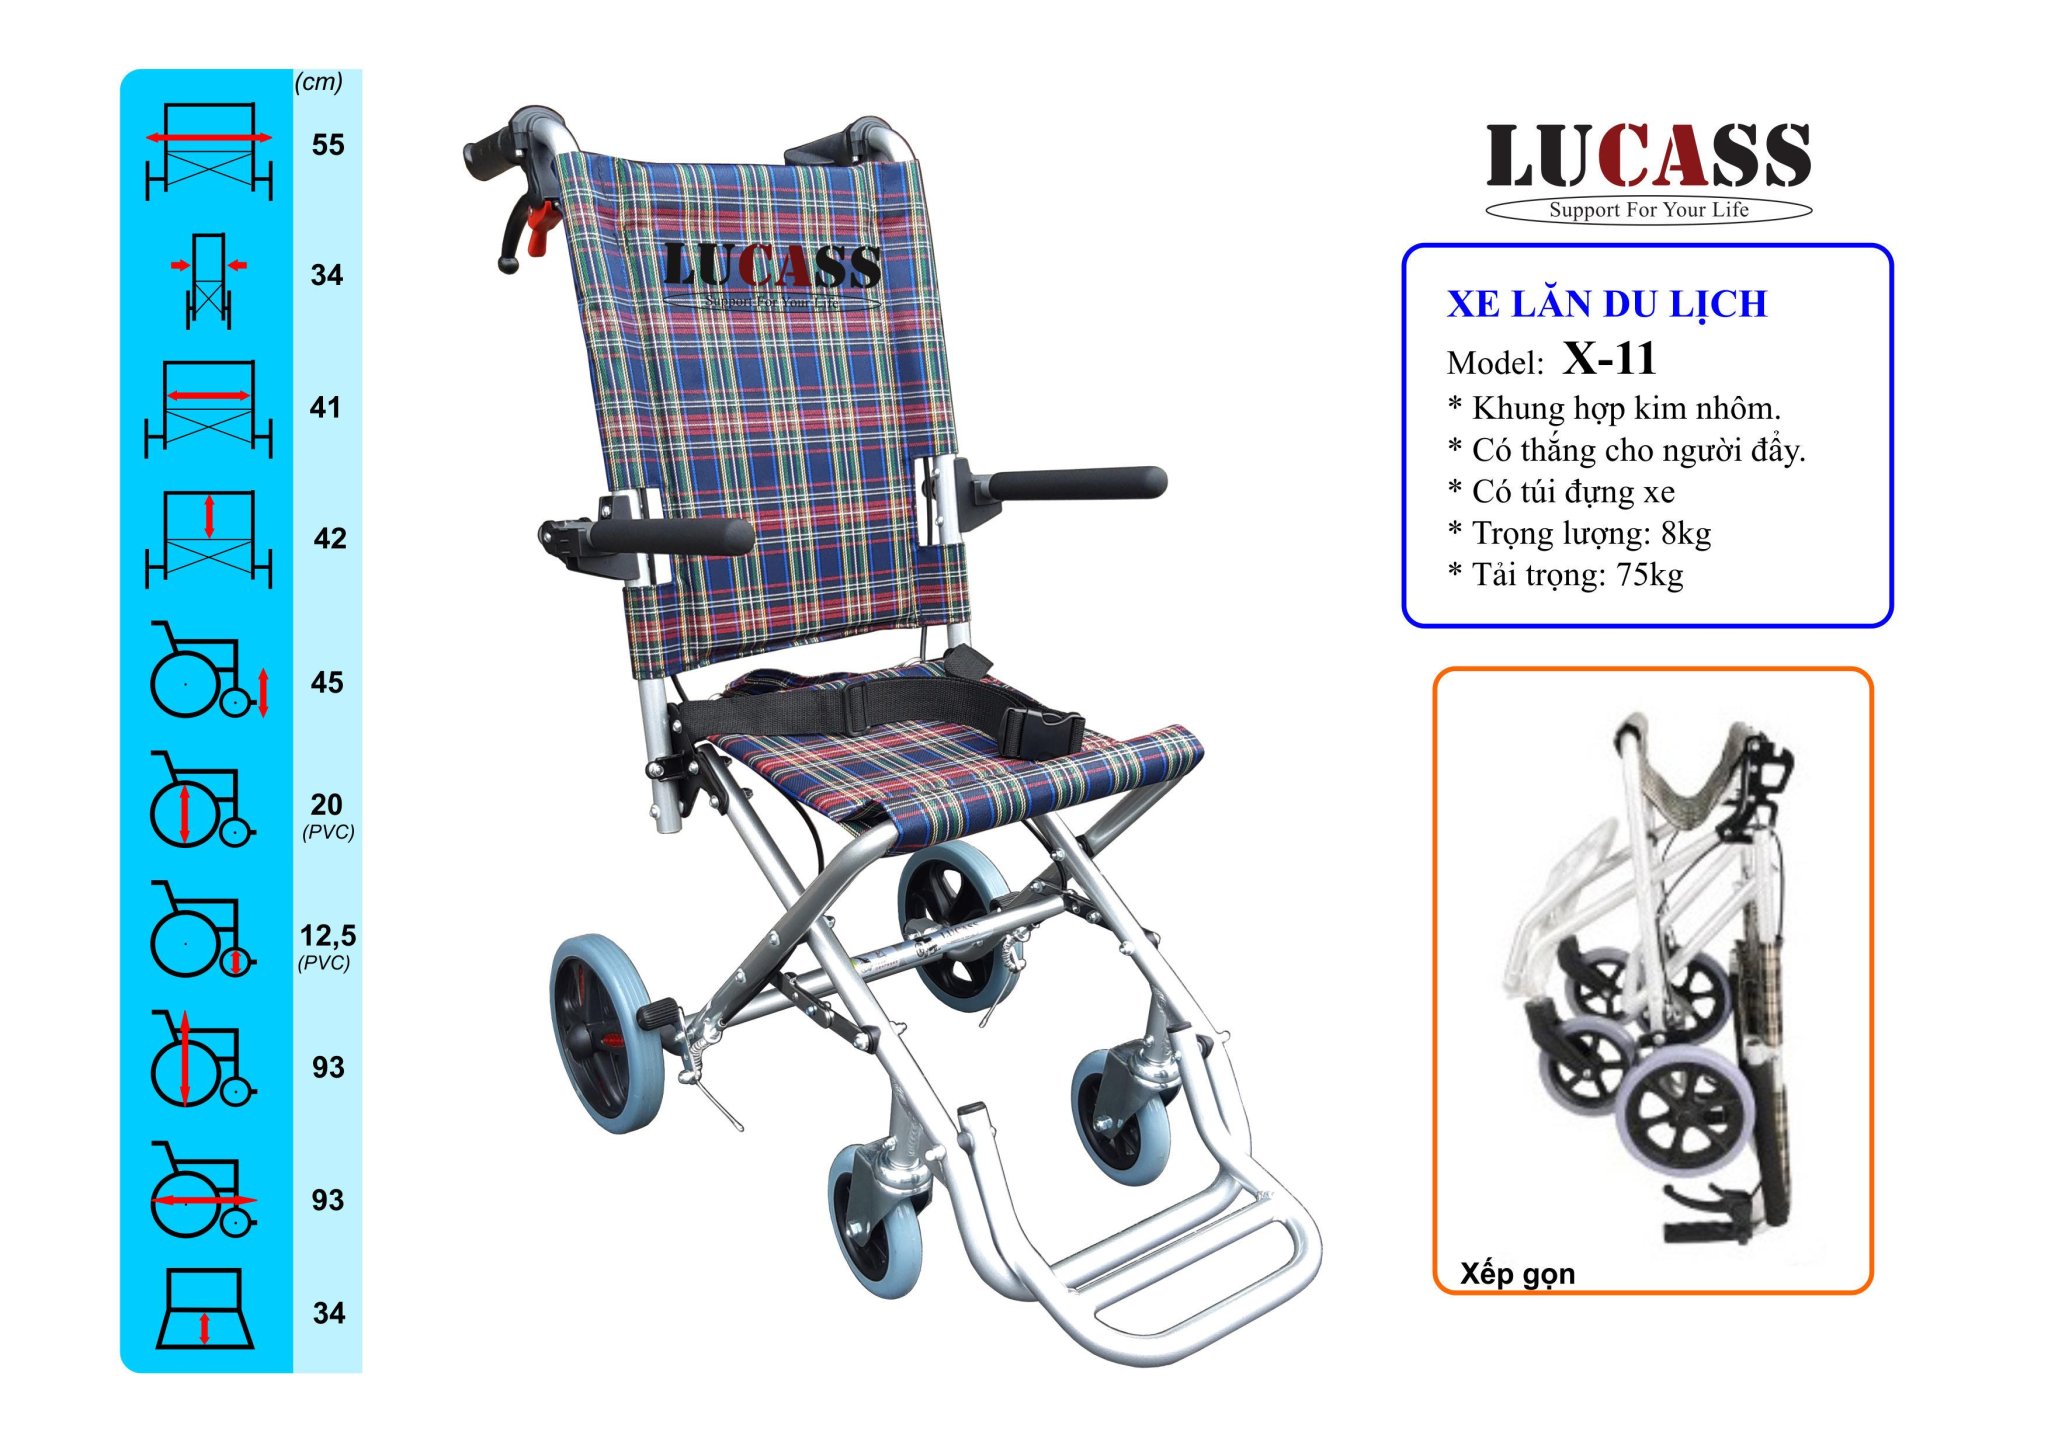 (cm)
55
34
41
42
45
20
(PVC)
12,5
(PVC)
93
93
34
LUCASS
Support For Your Life
LUCASS
Support For Your Life
XE LĂN DU LỊCH
Model: X-11
* Khung hợp kim nhôm.
* Có thắng cho người đẩy.
* Có túi đựng xe
* Trọng lượng: 8kg
* Tải trọng: 75kg
Xếp gọn